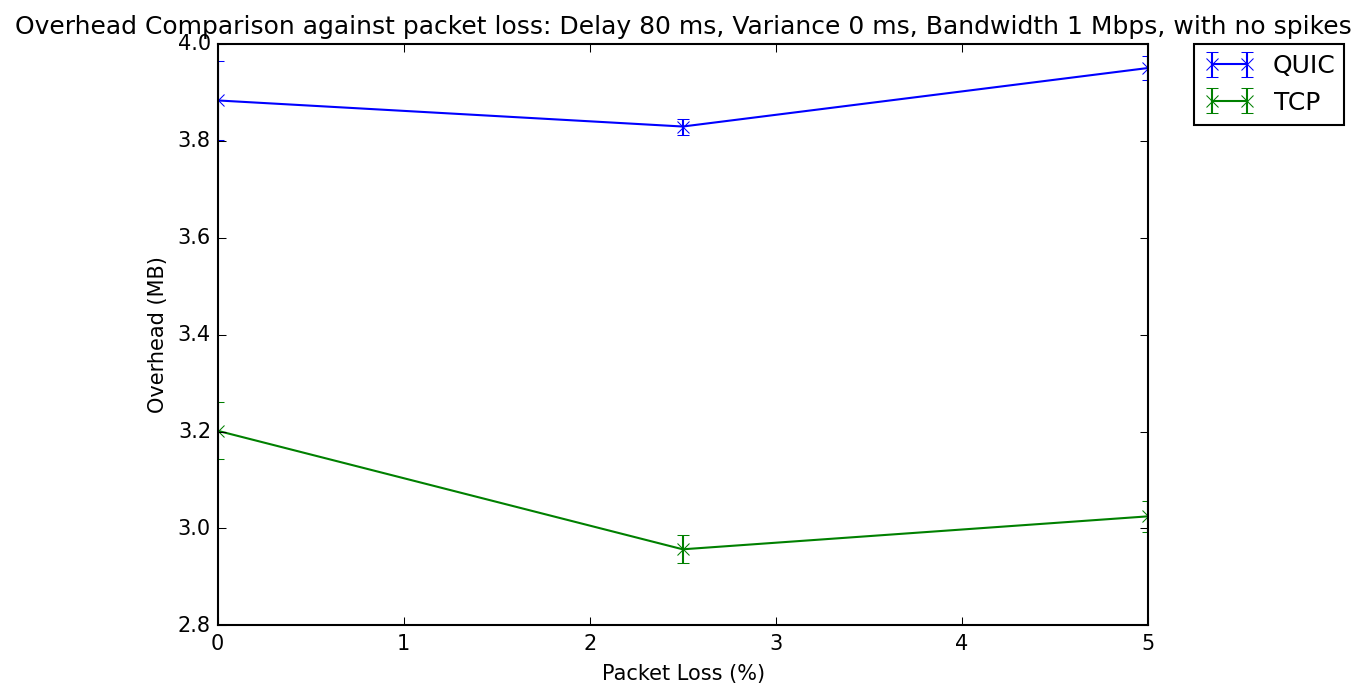 Overhead Comparison against packet loss: Delay 80 ms, Variance 0 ms, Bandwidth 1 Mbps, with no spikes
4.0
3.8
3.6
3.4
3.2
3.0
2.8
Overhead (MB)
0 1 2 3 4 5
Packet Loss (%)
QUIC
TCP